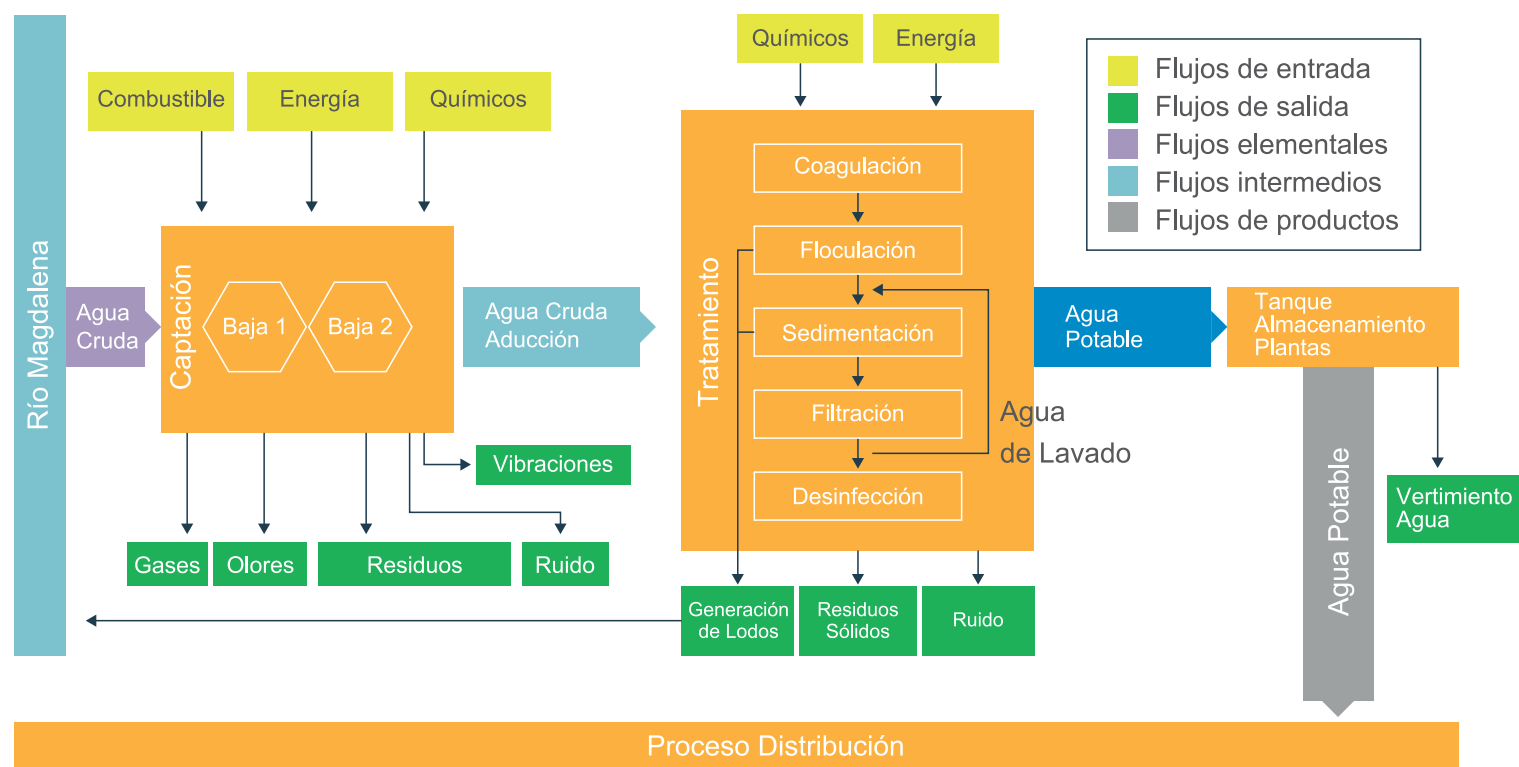 Químicos
Energía
Flujos de entrada
Flujos de salida
Flujos elementales
Flujos intermedios
Flujos de productos
Combustible
Energía
Químicos
Río Magdalena
Agua
Cruda
Captación
Baja 1
Baja 2
Agua Cruda
Aducción
Tratamiento
Coagulación
Floculación
Sedimentación
Filtración
Desinfección
Agua
de Lavado
Agua
Potable
Tanque
Almacenamiento
Plantas
Vibraciones
Gases
Olores
Residuos
Ruido
Generación
de Lodos
Residuos
Sólidos
Ruido
Agua Potable
Vertimiento
Agua
Proceso Distribución